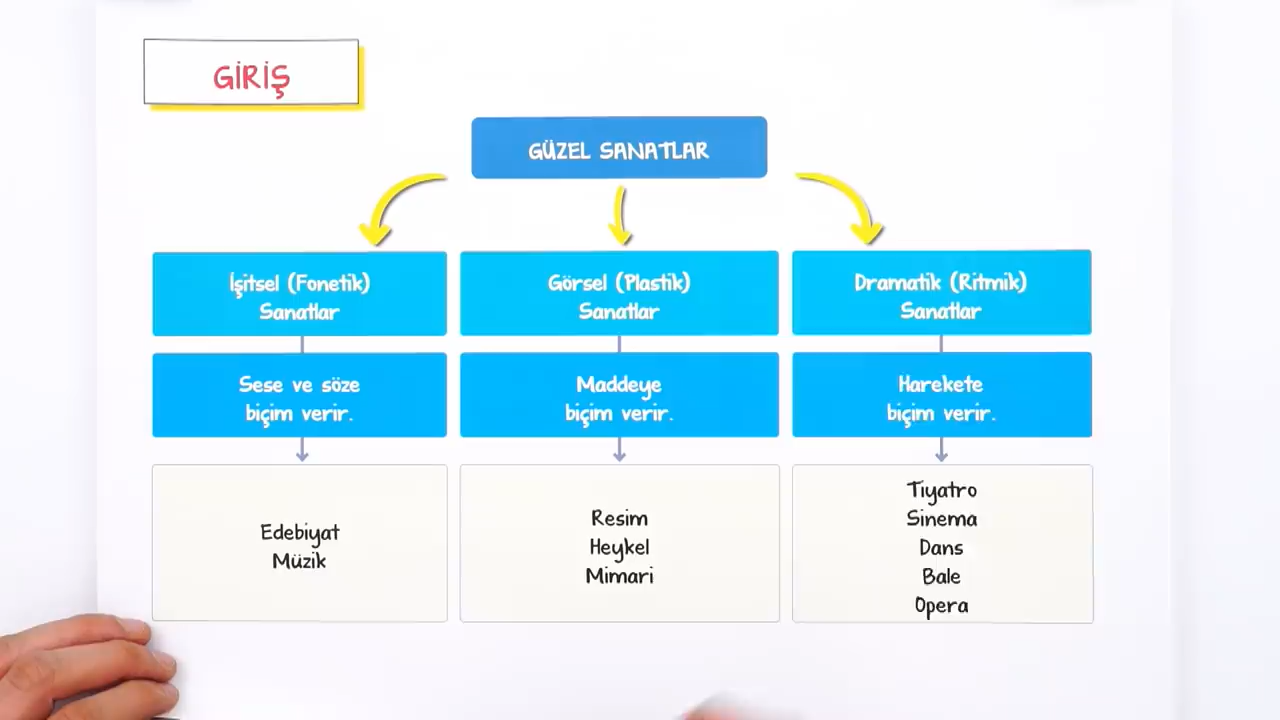 GİRİŞ
GÜZEL SANATLAR
İşitsel (Fonetik)
Sanatlar
Sese ve söze
biçim verir.
Edebiyat
Müzik
Görsel (Plastik)
Sanatlar
Maddeye
biçim verir.
Resim
Heykel
Mimari
Dramatik (Ritmik)
Sanatlar
Harekete
biçim verir.
Tiyatro
Sinema
Dans
Bale
Opera